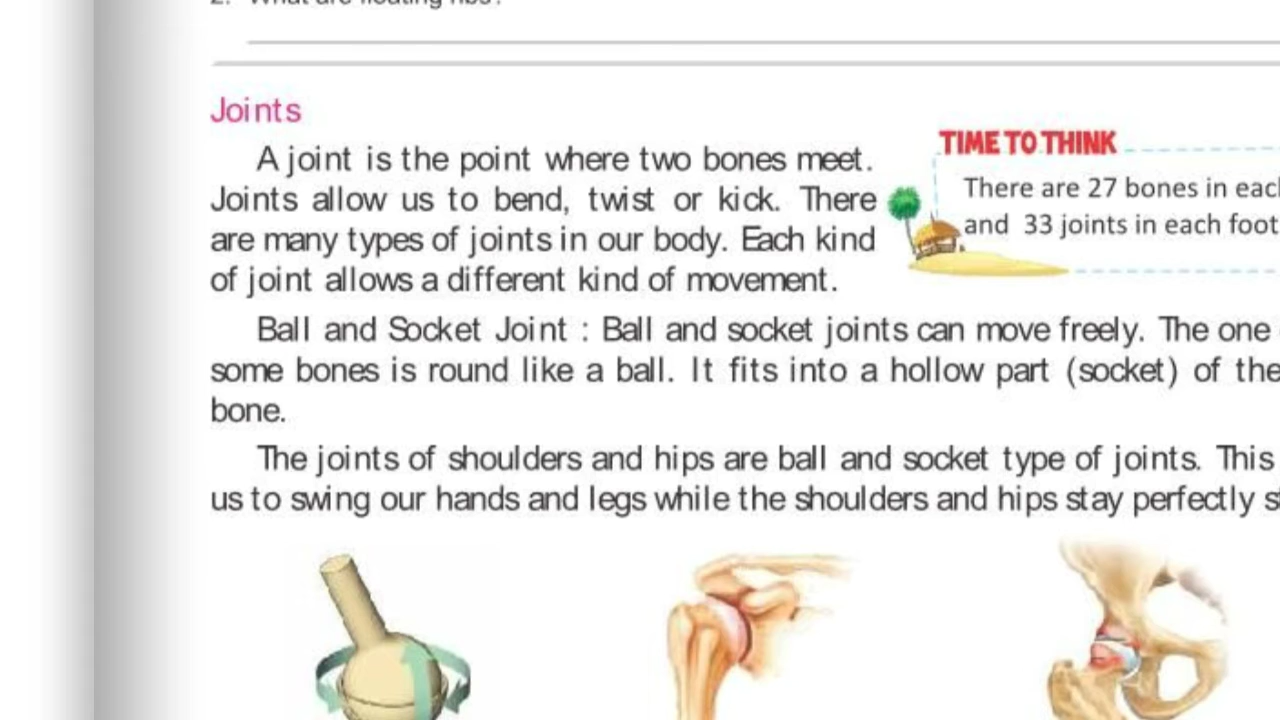 2. What are floating ribs?
Joints
A joint is the point where two bones meet.
Joints allow us to bend, twist or kick. There
are many types of joints in our body. Each kind
of joint allows a different kind of movement.
TIME TO THINK
There are 27 bones in
and 33 joints in each foot
Ball and Socket Joint : Ball and socket joints can move freely. The one
some bones is round like a ball. It fits into a hollow part (socket) of the
bone.
The joints of shoulders and hips are ball and socket type of joints. This
us to swing our hands and legs while the shoulders and hips stay perfectly